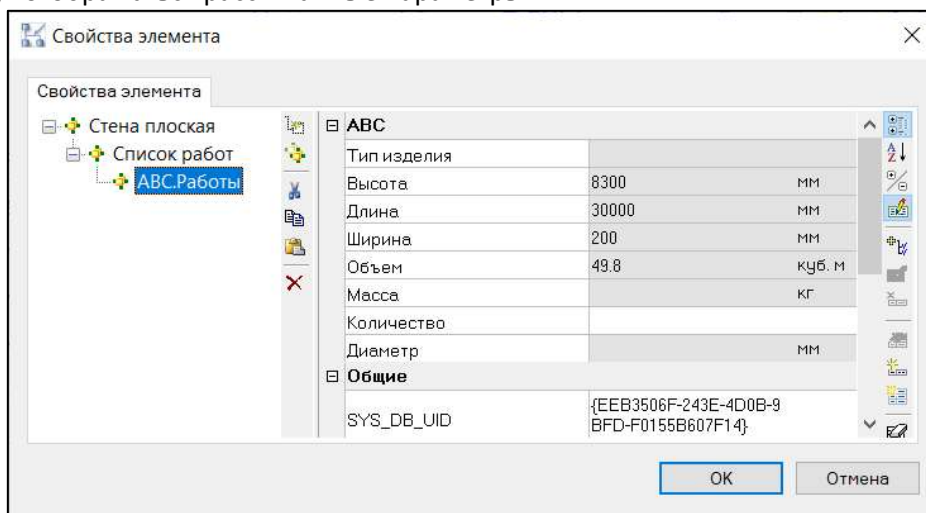 Свойства элемента
Свойства элемента
Стена плоская
Список работ
АВС.Работы
АВС
Тип изделия
Высота 8300 мм
Длина 30000 мм
Ширина 200 мм
Объем 49.8 куб. м
Масса кг
Количество
Диаметр мм
Общие
SYS_DB_UID {EEB3506F-243E-4D0B-9
BFD-F0155B607F14}
OK Отмена